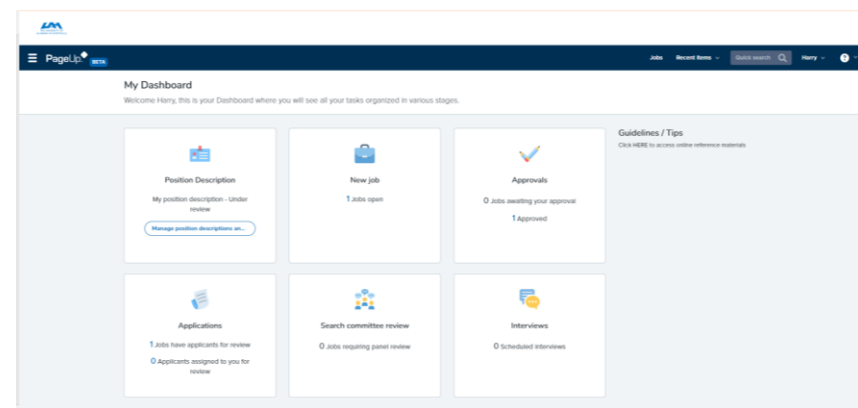 PageUp BETA
Jobs Recent items Quick search Harry ?
My Dashboard
Welcome Harry, this is your Dashboard where you will see all your tasks organized in various stages.
Position Description
My position description - Under
review
Manage position descriptions an...
New job
1 Jobs open
Approvals
0 Jobs awaiting your approval
1 Approved
Guidelines / Tips
Click HERE to access online reference materials
Applications
1 Jobs have applicants for review
0 Applicants assigned to you for
review
Search committee review
0 Jobs requiring panel review
Interviews
0 Scheduled interviews